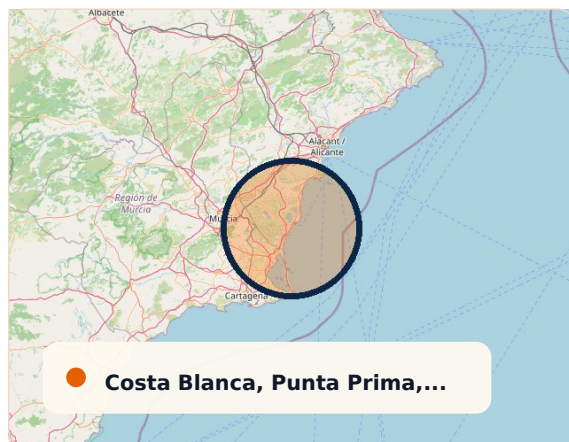 Albacete
Alacant /
Alicante
Región de
Murcia
Murcia
Cartagena
Costa Blanca, Punta Prima,...